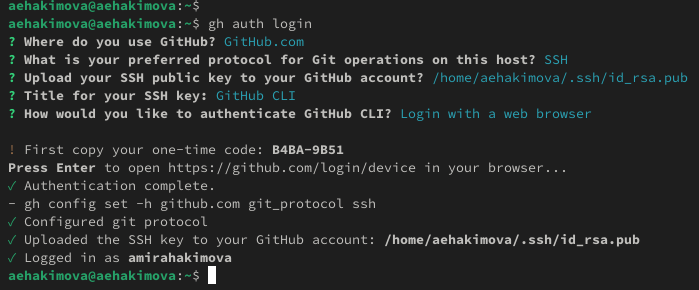 aehakimova@aehakimova:~$
aehakimova@aehakimova:~$ gh auth login
? Where do you use GitHub? GitHub.com
? What is your preferred protocol for Git operations on this host? SSH
? Upload your SSH public key to your GitHub account? /home/aehakimova/.ssh/id_rsa.pub
? Title for your SSH key: GitHub CLI
? How would you like to authenticate GitHub CLI? Login with a web browser
! First copy your one-time code: B4BA-9B51
Press Enter to open https://github.com/login/device in your browser...
✓ Authentication complete.
- gh config set -h github.com git_protocol ssh
✓ Configured git protocol
✓ Uploaded the SSH key to your GitHub account: /home/aehakimova/.ssh/id_rsa.pub
✓ Logged in as amirahakimova
aehakimova@aehakimova:~$